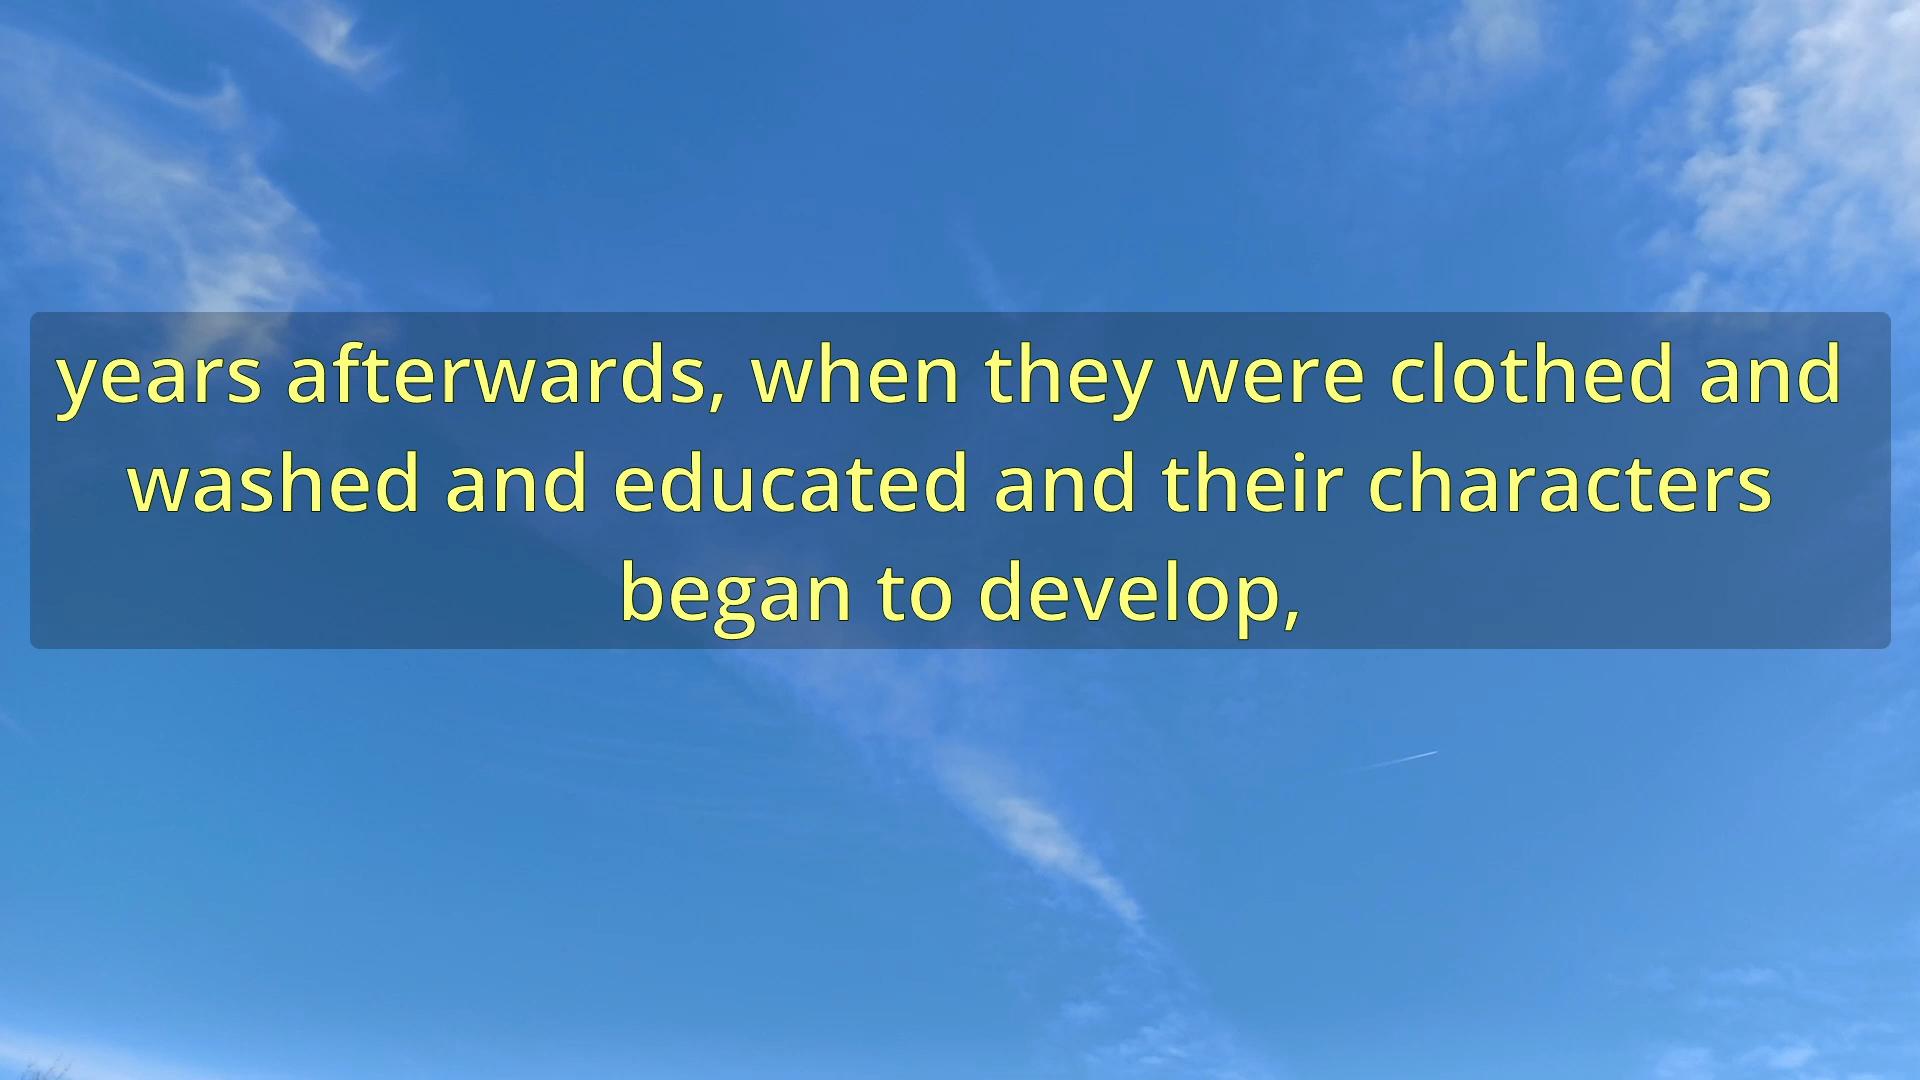 years afterwards, when they were clothed and
washed and educated and their characters
began to develop,